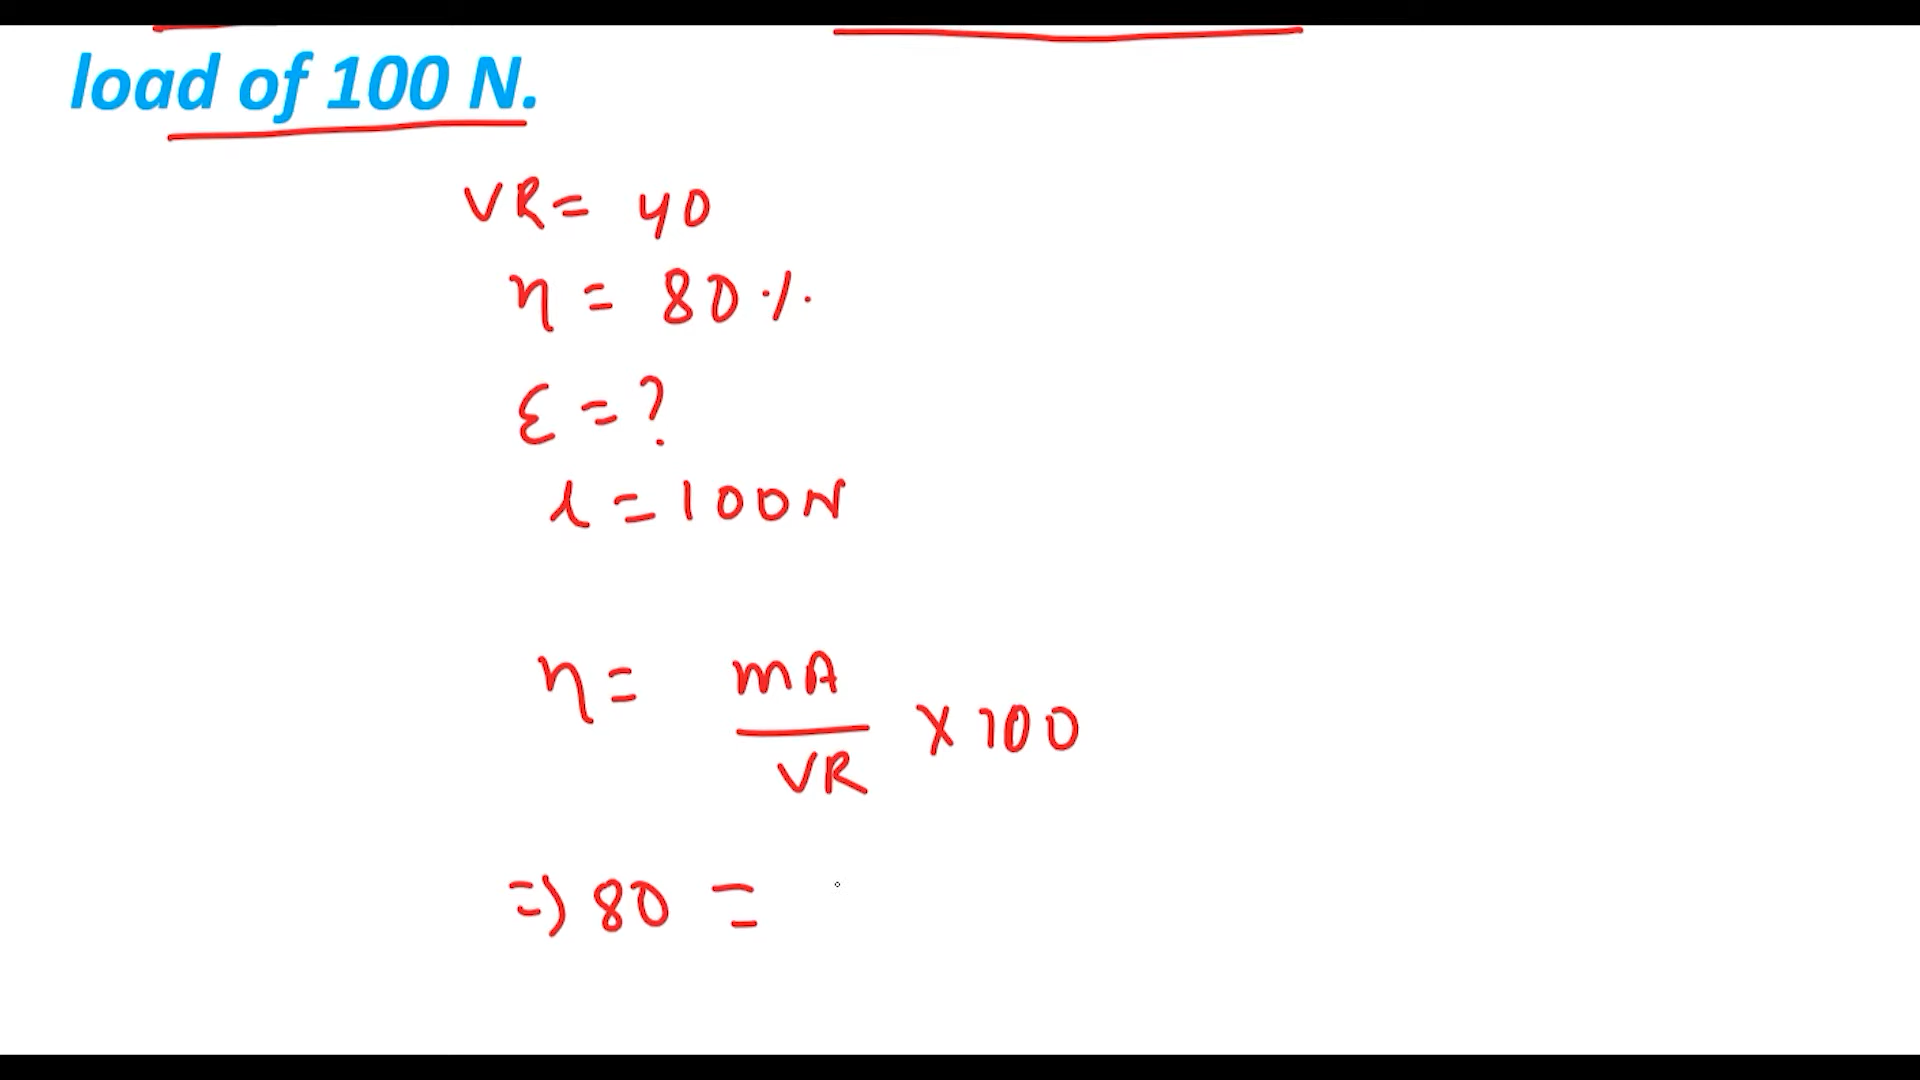 load of 100 N.
VR = 40
η = 80%
E = ?
L = 100N
η = MA / VR × 100
⇒ 80 =